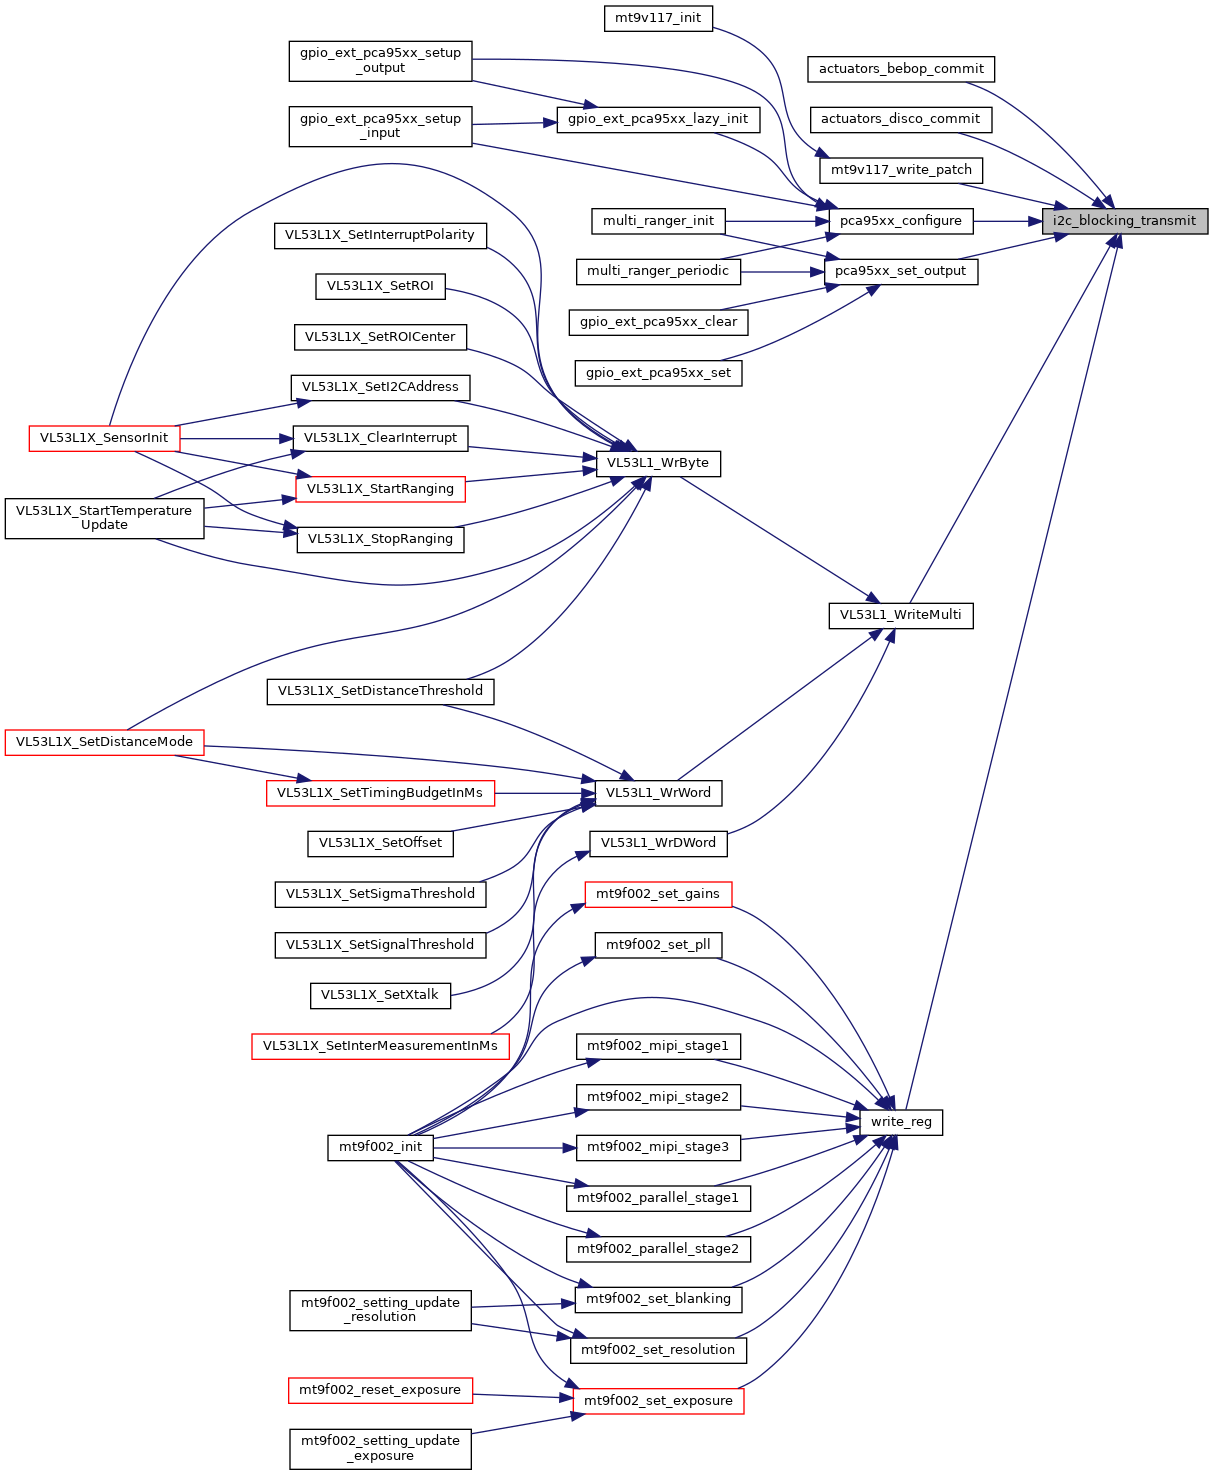 mt9v117_init
gpio_ext_pca95xx_setup
_output
actuators_bebop_commit
gpio_ext_pca95xx_setup
_input
gpio_ext_pca95xx_lazy_init
actuators_disco_commit
mt9v117_write_patch
multi_ranger_init
pca95xx_configure
i2c_blocking_transmit
VL53L1X_SetInterruptPolarity
multi_ranger_periodic
pca95xx_set_output
VL53L1X_SetROI
gpio_ext_pca95xx_clear
VL53L1X_SetROICenter
gpio_ext_pca95xx_set
VL53L1X_SetI2CAddress
VL53L1X_SensorInit
VL53L1X_ClearInterrupt
VL53L1_WrByte
VL53L1X_StartRanging
VL53L1X_StartTemperature
Update
VL53L1X_StopRanging
VL53L1_WriteMulti
VL53L1X_SetDistanceThreshold
VL53L1X_SetDistanceMode
VL53L1X_SetTimingBudgetInMs
VL53L1_WrWord
VL53L1X_SetOffset
VL53L1_WrDWord
VL53L1X_SetSigmaThreshold
mt9f002_set_gains
VL53L1X_SetSignalThreshold
mt9f002_set_pll
VL53L1X_SetXtalk
VL53L1X_SetInterMeasurementInMs
mt9f002_mipi_stage1
mt9f002_mipi_stage2
write_reg
mt9f002_init
mt9f002_mipi_stage3
mt9f002_parallel_stage1
mt9f002_parallel_stage2
mt9f002_setting_update
_resolution
mt9f002_set_blanking
mt9f002_set_resolution
mt9f002_reset_exposure
mt9f002_set_exposure
mt9f002_setting_update
_exposure